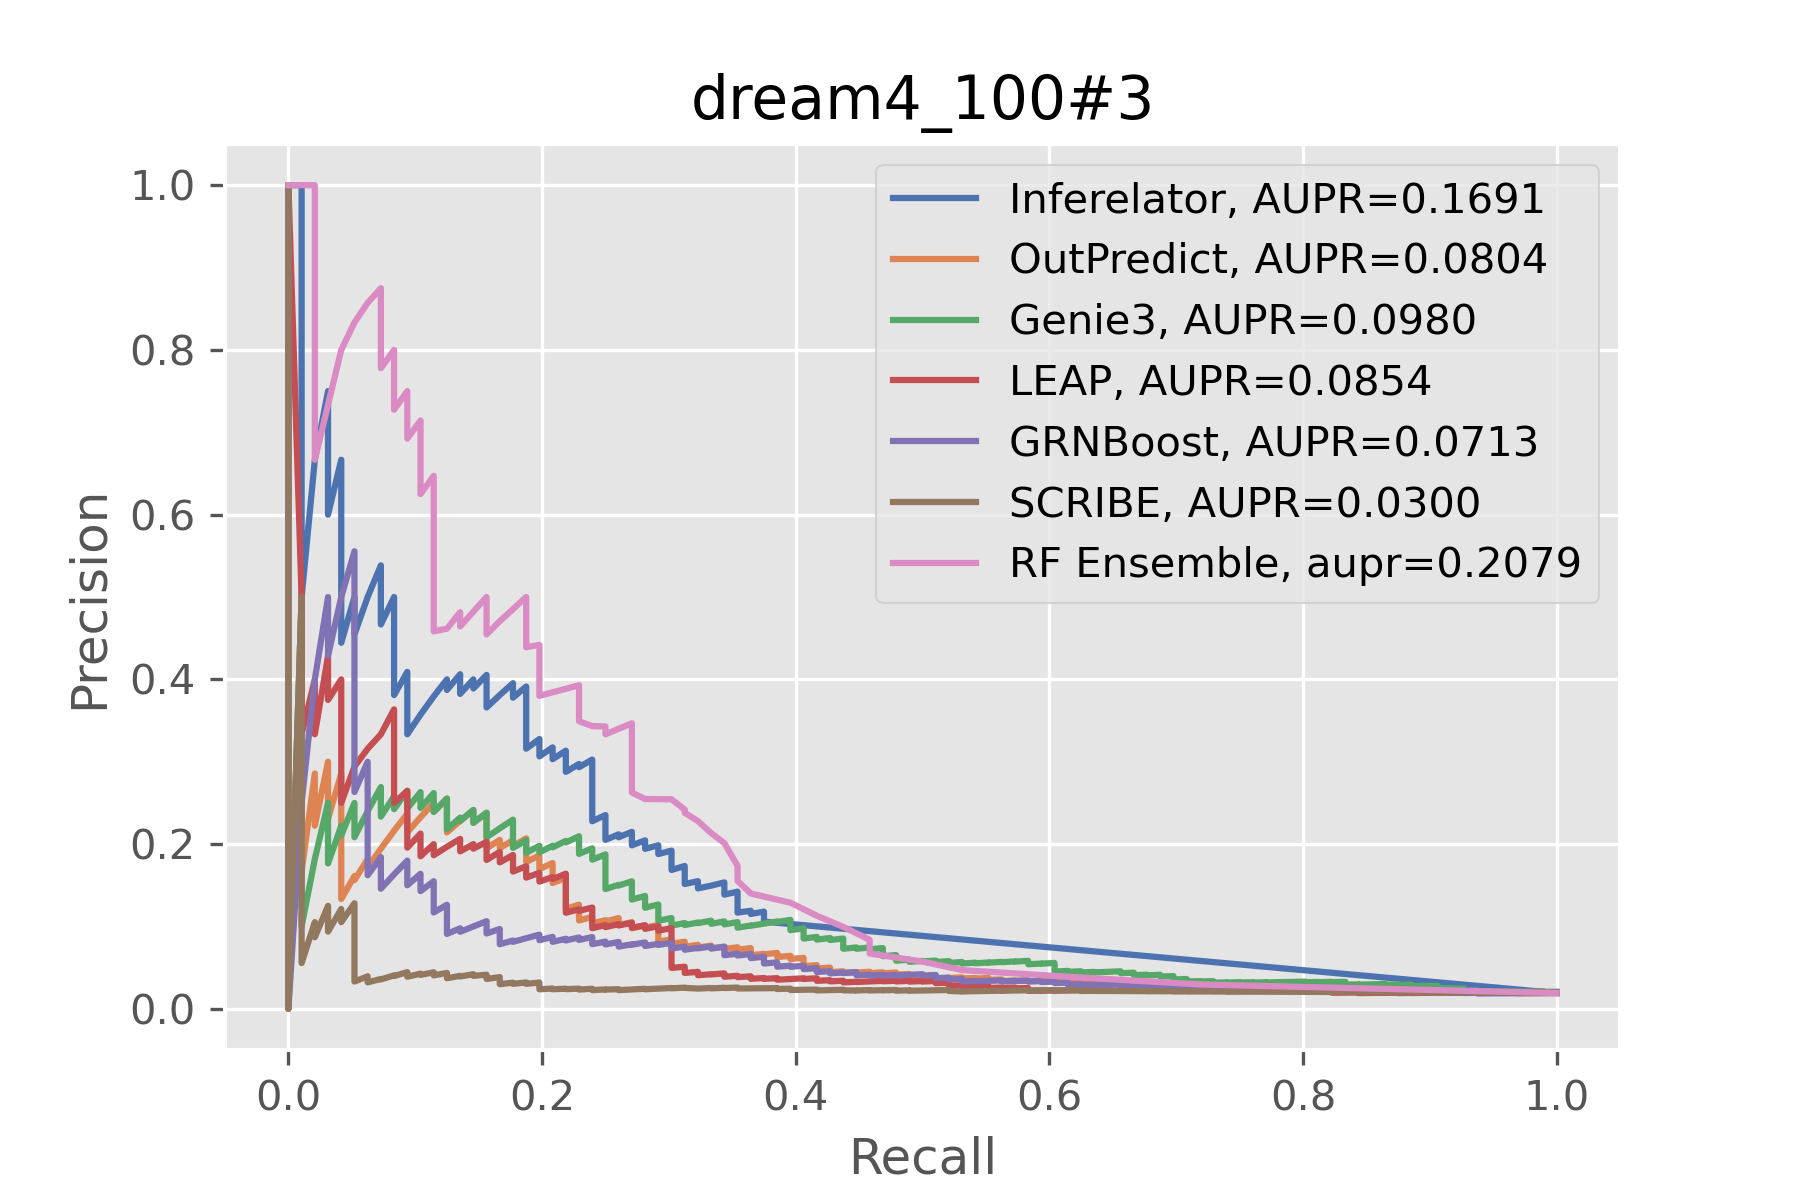 dream4_100#3
Precision
1.0
0.8
0.6
0.4
0.2
0.0
Inferelator, AUPR=0.1691
OutPredict, AUPR=0.0804
Genie3, AUPR=0.0980
LEAP, AUPR=0.0854
GRNBoost, AUPR=0.0713
SCRIBE, AUPR=0.0300
RF Ensemble, aupr=0.2079
0.0 0.2 0.4 0.6 0.8 1.0
Recall